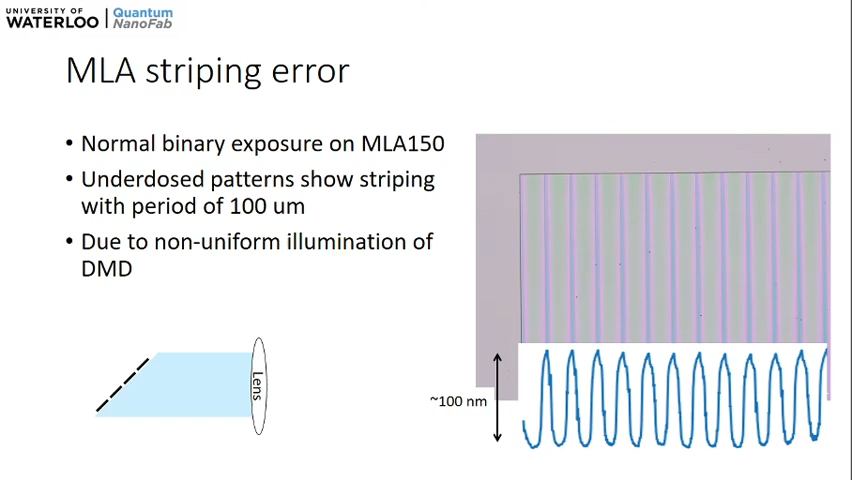 UNIVERSITY OF
WATERLOO
Quantum
NanoFab
MLA striping error
• Normal binary exposure on MLA150
• Underdosed patterns show striping
with period of 100 um
• Due to non-uniform illumination of
DMD
Lens
~100 nm